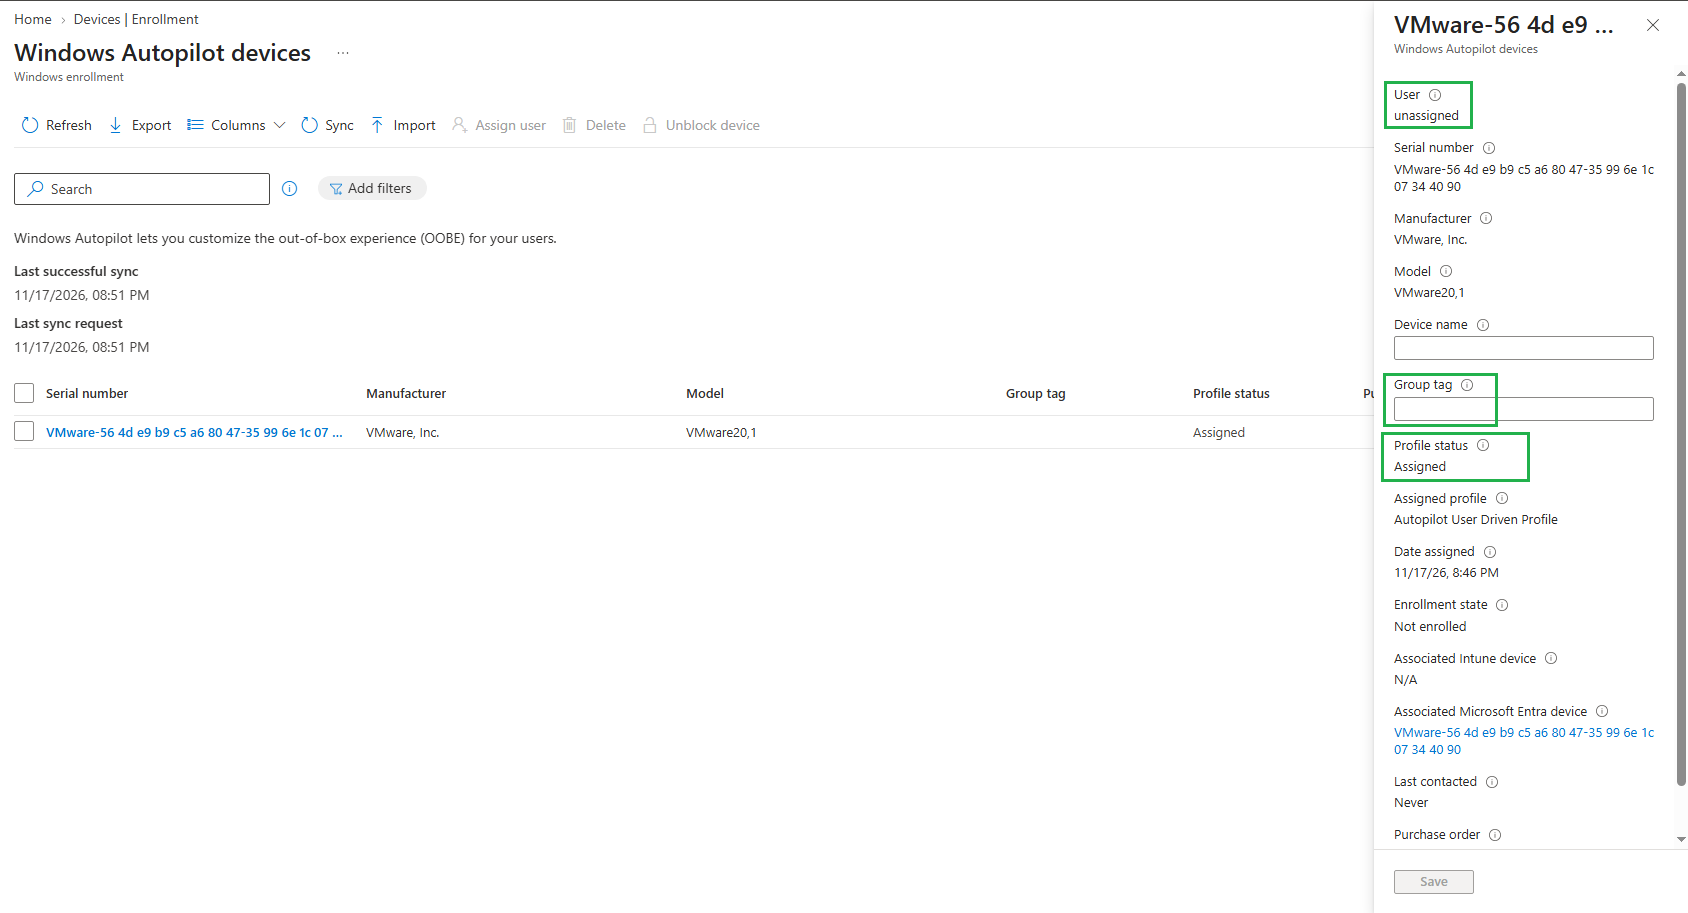 Home > Devices | Enrollment
Windows Autopilot devices ...
Windows enrollment
Refresh Export Columns Sync Import Assign user Delete Unblock device
Search Add filters
Windows Autopilot lets you customize the out-of-box experience (OOBE) for your users.
Last successful sync
11/17/2026, 08:51 PM
Last sync request
11/17/2026, 08:51 PM
Serial number Manufacturer Model Group tag Profile status
VMware-56 4d e9 b9 c5 a6 80 47-35 99 6e 1c 07 ... VMware, Inc. VMware20,1 Assigned
VMware-56 4d e9 ...
Windows Autopilot devices
User
unassigned
Serial number
VMware-56 4d e9 b9 c5 a6 80 47-35 99 6e 1c
07 34 40 90
Manufacturer
VMware, Inc.
Model
VMware20,1
Device name
Group tag
Profile status
Assigned
Assigned profile
Autopilot User Driven Profile
Date assigned
11/17/26, 8:46 PM
Enrollment state
Not enrolled
Associated Intune device
N/A
Associated Microsoft Entra device
VMware-56 4d e9 b9 c5 a6 80 47-35 99 6e 1c
07 34 40 90
Last contacted
Never
Purchase order
Save